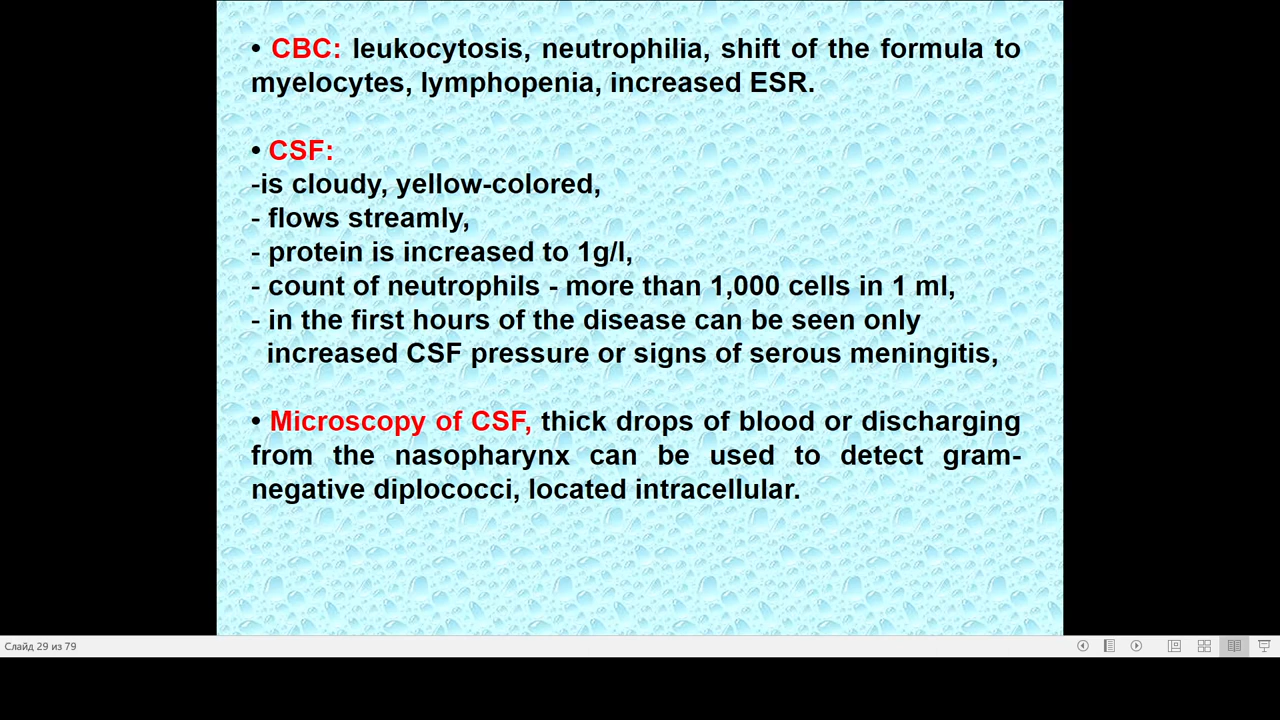 • CBC: leukocytosis, neutrophilia, shift of the formula to
myelocytes, lymphopenia, increased ESR.
• CSF:
-is cloudy, yellow-colored,
- flows streamly,
- protein is increased to 1g/l,
- count of neutrophils - more than 1,000 cells in 1 ml,
- in the first hours of the disease can be seen only
increased CSF pressure or signs of serous meningitis,
• Microscopy of CSF, thick drops of blood or discharging
from the nasopharynx can be used to detect gram-
negative diplococci, located intracellular.
Слайд 29 из 79